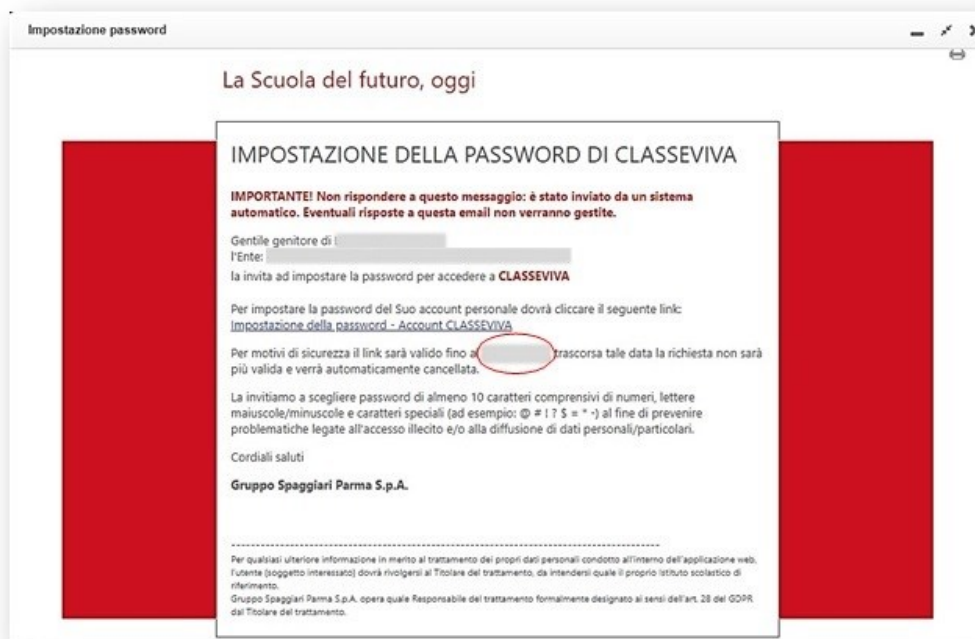 Impostazione password
La Scuola del futuro, oggi
IMPOSTAZIONE DELLA PASSWORD DI CLASSEVIVA
IMPORTANTE! Non rispondere a questo messaggio: è stato inviato da un sistema
automatico. Eventuali risposte a questa email non verranno gestite.
Gentile genitore di
l'Ente:
la invita ad impostare la password per accedere a CLASSEVIVA
Per impostare la password del Suo account personale dovrà cliccare il seguente link:
Impostazione della password - Account CLASSEVIVA
Per motivi di sicurezza il link sarà valido fino al trascorsa tale data la richiesta non sarà
più valida e verrà automaticamente cancellata.
La invitiamo a scegliere password di almeno 10 caratteri comprensivi di numeri, lettere
maiuscole/minuscole e caratteri speciali (ad esempio: @ # ! ? $ = * -) al fine di prevenire
problematiche legate all'accesso illecito e/o alla diffusione di dati personali/particolari.
Cordiali saluti
Gruppo Spaggiari Parma S.p.A.
Per qualsiasi ulteriore informazione in merito al trattamento dei propri dati personali condotto all'interno dell'applicazione web,
l'utente (soggetto interessato) dovrà rivolgersi al Titolare del trattamento, da intendersi quale il proprio Istituto scolastico di
riferimento.
Gruppo Spaggiari Parma S.p.A. opera quale Responsabile del trattamento formalmente designato ai sensi dell'art. 28 del GDPR
dal Titolare del trattamento.